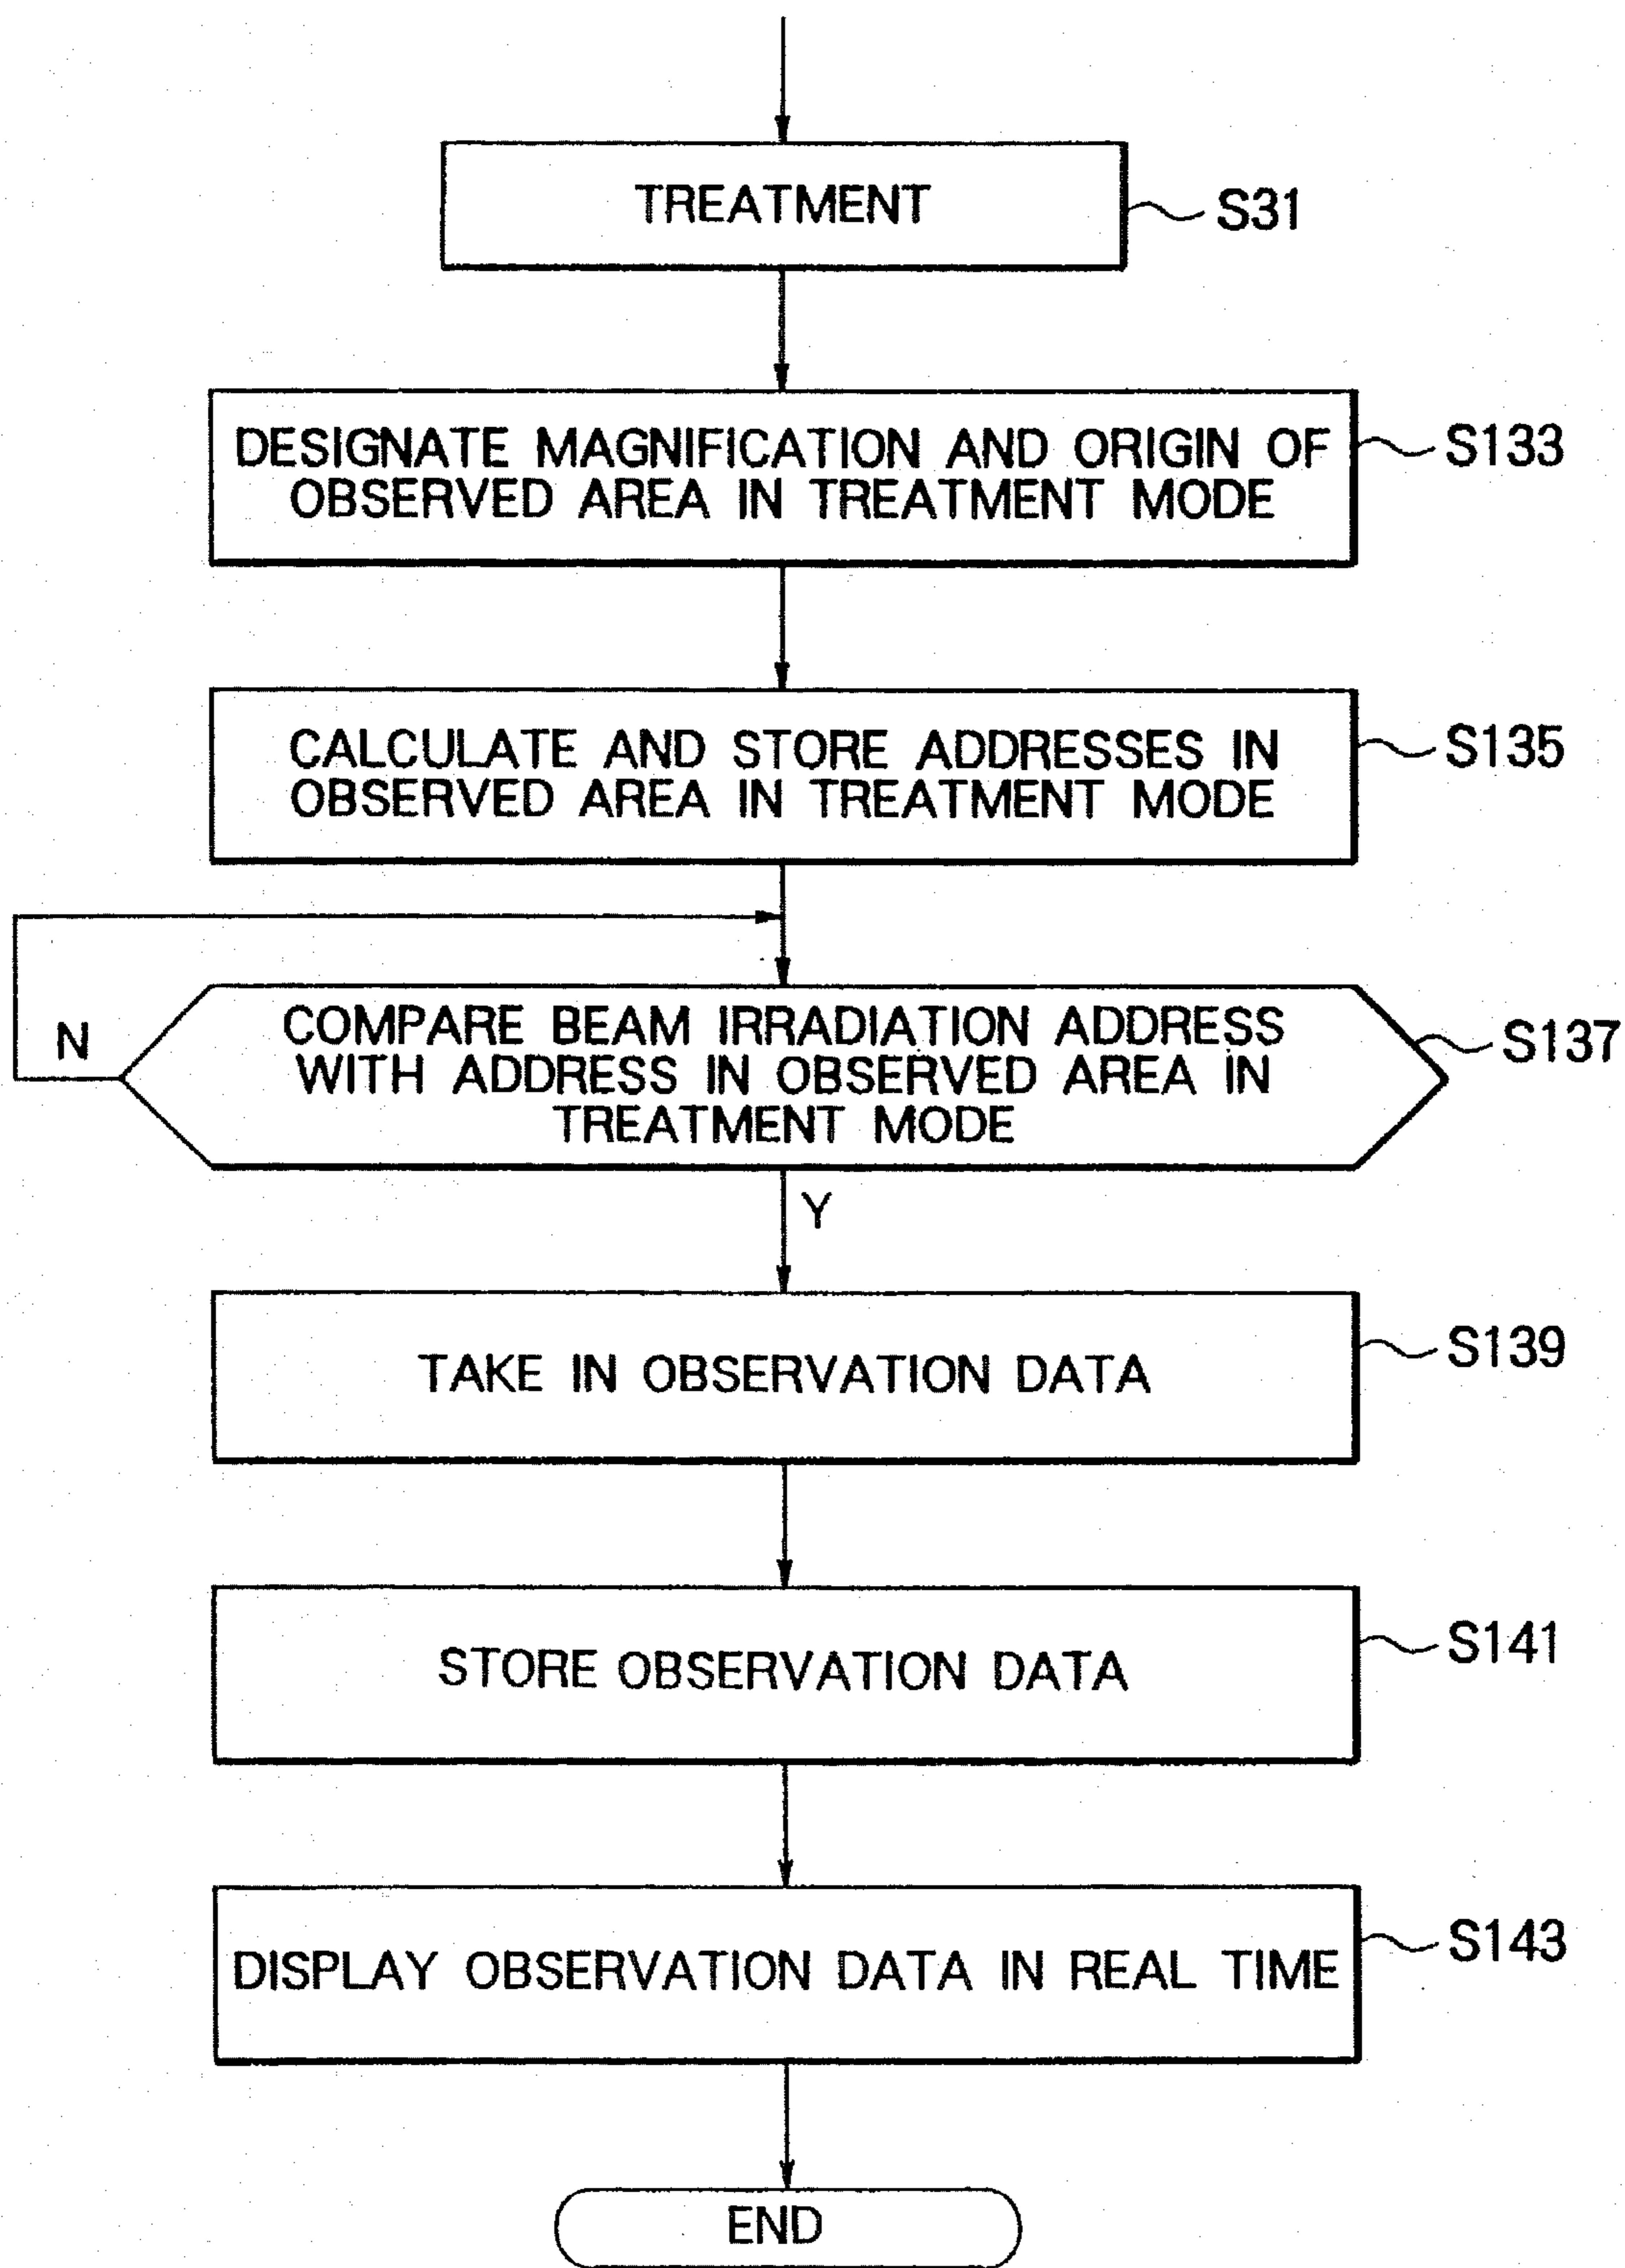 TREATMENT
S31
DESIGNATE MAGNIFICATION AND ORIGIN OF
OBSERVED AREA IN TREATMENT MODE
S133
CALCULATE AND STORE ADDRESSES IN
OBSERVED AREA IN TREATMENT MODE
S135
N
COMPARE BEAM IRRADIATION ADDRESS
WITH ADDRESS IN OBSERVED AREA IN
TREATMENT MODE
S137
Y
TAKE IN OBSERVATION DATA
S139
STORE OBSERVATION DATA
S141
DISPLAY OBSERVATION DATA IN REAL TIME
S143
END